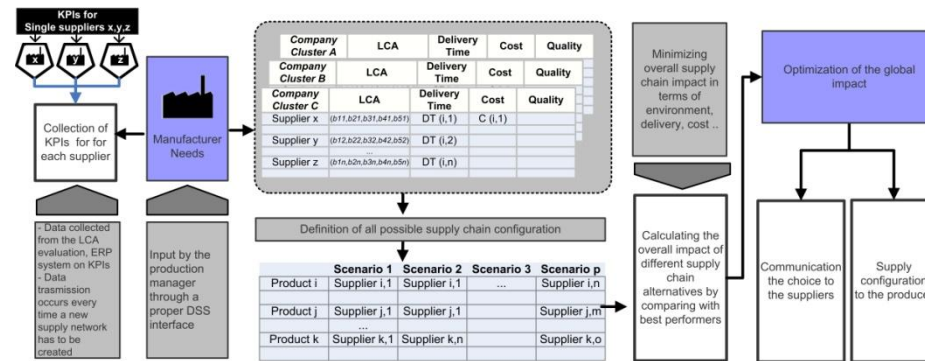 KPIs for
Single suppliers x,y,z
x
y
z
Collection of
KPIs for for
each supplier
Manufacturer
Needs
- Data collected
from the LCA
evaluation, ERP
system on KPIs
- Data
trasmission
occurs every
time a new
supply network
has to be
created
Input by the
production
manager through
a proper DSS
interface
Company
Cluster A
LCA
Delivery
Time
Cost
Quality
Company
Cluster B
LCA
Delivery
Time
Cost
Quality
Company
Cluster C
LCA
Delivery
Time
Cost
Quality
Supplier x (b11,b21,b31,b41,b51) DT (i,1) C (i,1)
Supplier y (b12,b22,b32,b42,b52) DT (i,2)
...
Supplier z (b1n,b2n,b3n,b4n,b5n) DT (i,n)
Definition of all possible supply chain configuration
Scenario 1 Scenario 2 Scenario 3 Scenario p
Product i Supplier i,1 Supplier i,1 ... Supplier i,n
Product j Supplier j,1 Supplier j,1 Supplier j,m
...
Product k Supplier k,1 Supplier k,n Supplier k,o
Minimizing
overall supply
chain impact in
terms of
environment,
delivery, cost ..
Calculating the
overall impact of
different supply
chain
alternatives by
comparing with
best performers
Optimization of the global
impact
Communication
the choice to
the suppliers
Supply
configuration
to the produce